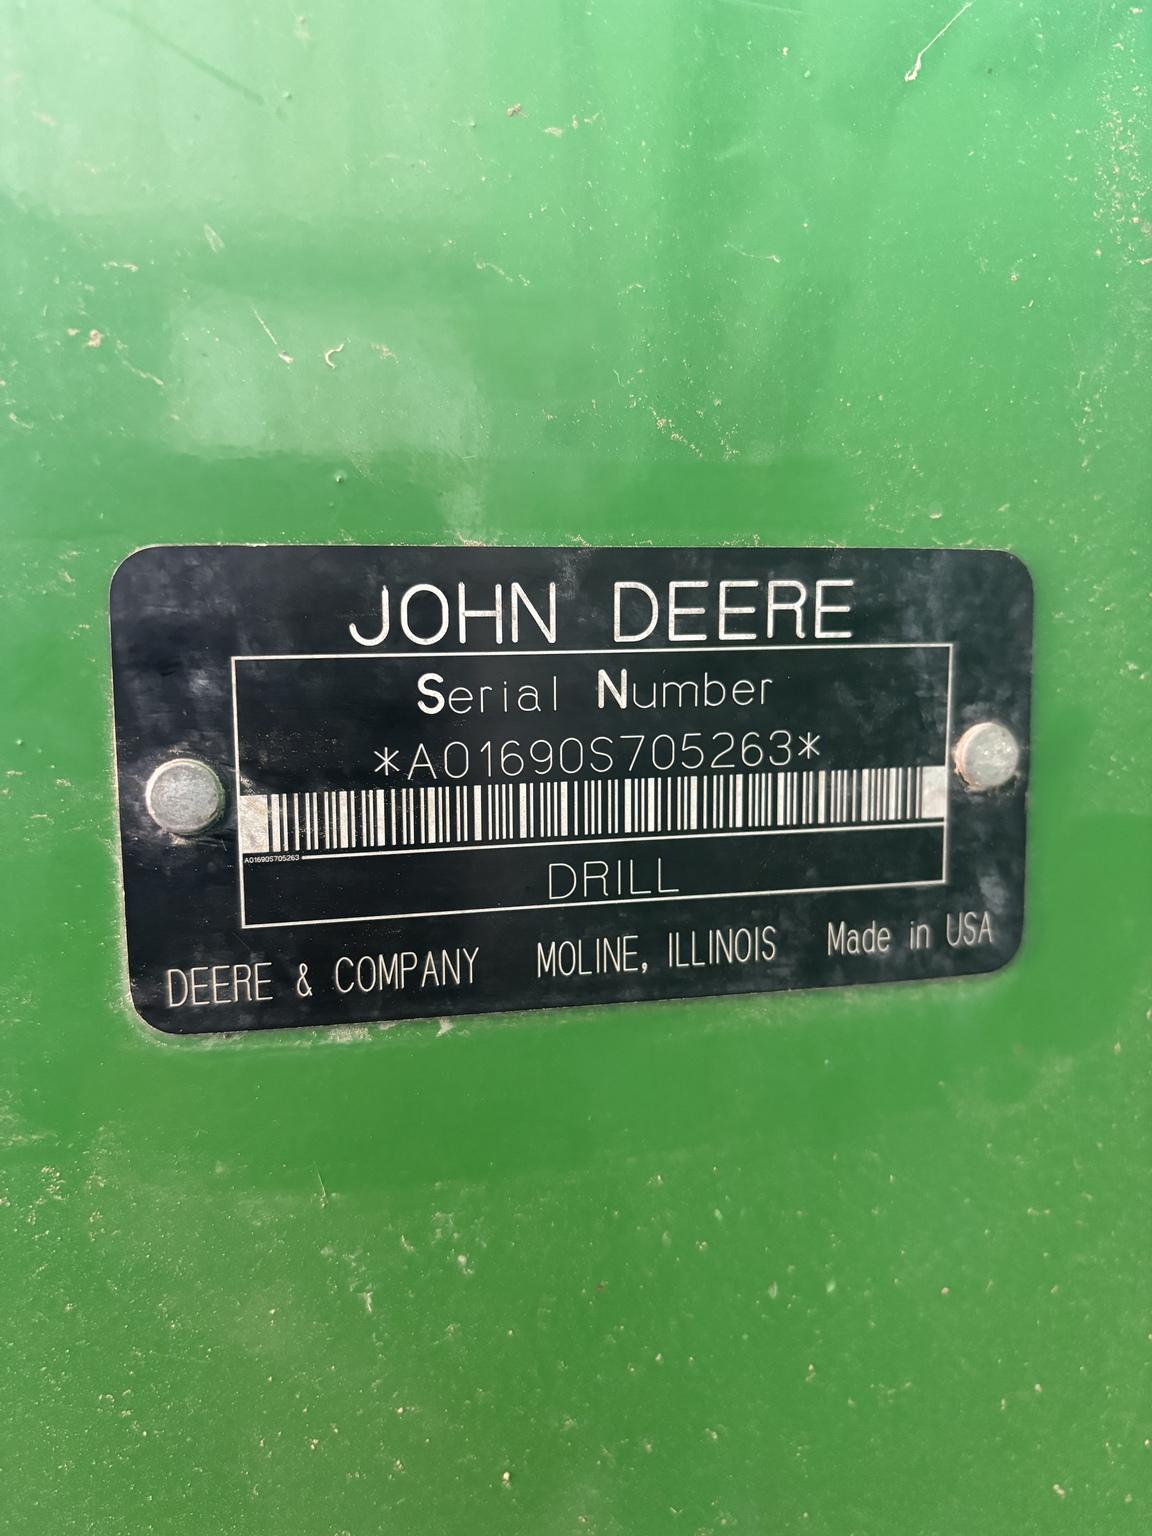 JOHN DEERE
Serial Number
*A01690S705263*
A01690S705263
DRILL
DEERE & COMPANY MOLINE, ILLINOIS Made in USA